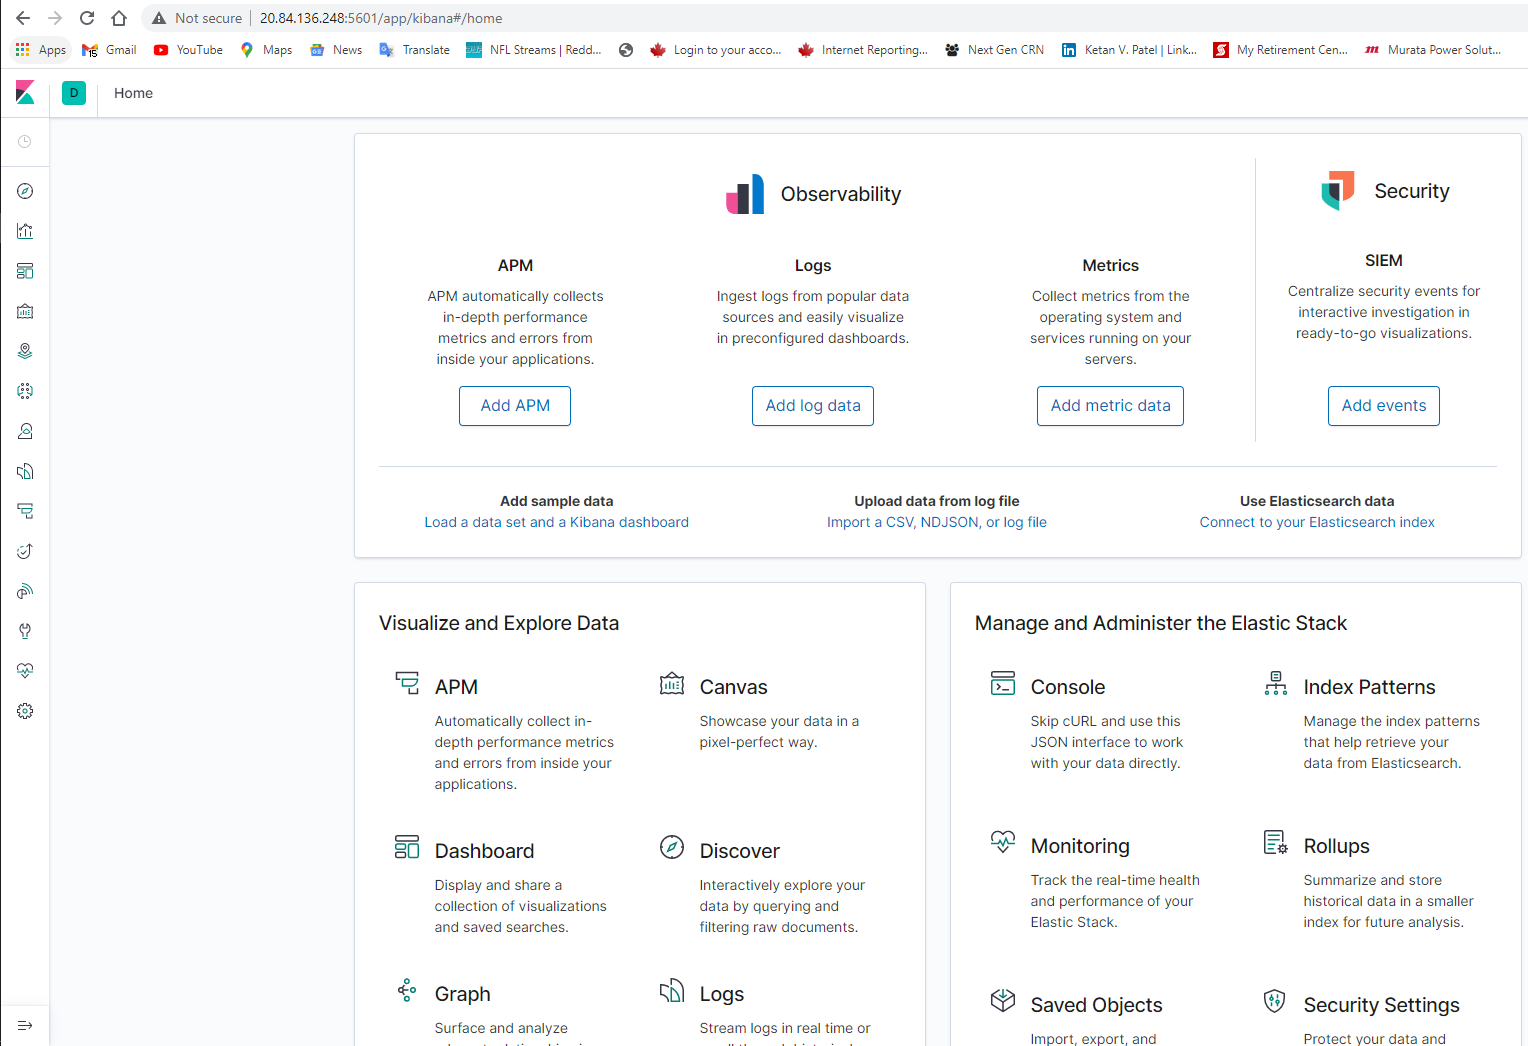 Not secure 20.84.136.248:5601/app/kibana#/home
Apps Gmail YouTube Maps News Translate NFL Streams | Redd... Login to your acco... Internet Reporting... Next Gen CRN Ketan V. Patel | Link... My Retirement Cen... Murata Power Solut...
D Home
Observability
Security
APM
Logs
Metrics
SIEM
APM automatically collects
in-depth performance
metrics and errors from
inside your applications.
Ingest logs from popular data
sources and easily visualize
in preconfigured dashboards.
Collect metrics from the
operating system and
services running on your
servers.
Centralize security events for
interactive investigation in
ready-to-go visualizations.
Add APM
Add log data
Add metric data
Add events
Add sample data
Load a data set and a Kibana dashboard
Upload data from log file
Import a CSV, NDJSON, or log file
Use Elasticsearch data
Connect to your Elasticsearch index
Visualize and Explore Data
APM
Automatically collect in-
depth performance metrics
and errors from inside your
applications.
Canvas
Showcase your data in a
pixel-perfect way.
Dashboard
Display and share a
collection of visualizations
and saved searches.
Discover
Interactively explore your
data by querying and
filtering raw documents.
Graph
Surface and analyze
Logs
Stream logs in real time or
Manage and Administer the Elastic Stack
Console
Skip cURL and use this
JSON interface to work
with your data directly.
Index Patterns
Manage the index patterns
that help retrieve your
data from Elasticsearch.
Monitoring
Track the real-time health
and performance of your
Elastic Stack.
Rollups
Summarize and store
historical data in a smaller
index for future analysis.
Saved Objects
Import, export, and
Security Settings
Protect your data and